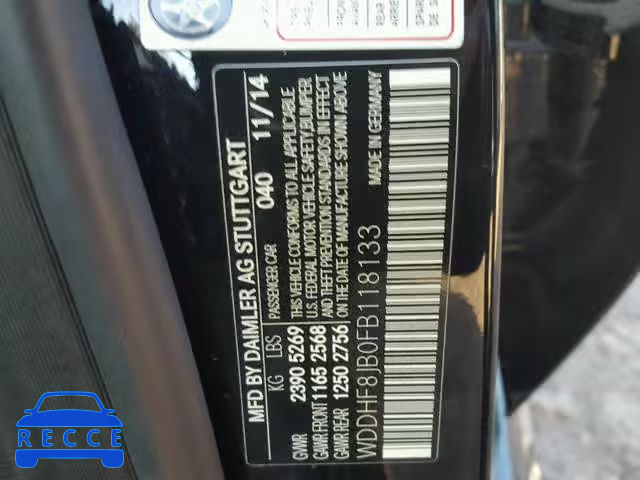 MFD BY DAIMLER AG STUTTGART
040 11/14
KG LBS PASSENGER CAR
GVWR 2390 5269
GAWR FRONT 1165 2568
GAWR REAR 1250 2756
THIS VEHICLE CONFORMS TO ALL APPLICABLE
U.S. FEDERAL MOTOR VEHICLE SAFETY,BUMPER
AND THEFT PREVENTION STANDARDS IN EFFECT
ON DATE OF MANUFACTURE SHOWN ABOVE
MADE IN GERMANY
WDDHF8JB0FB118133
FRONT
REAR
RECCE